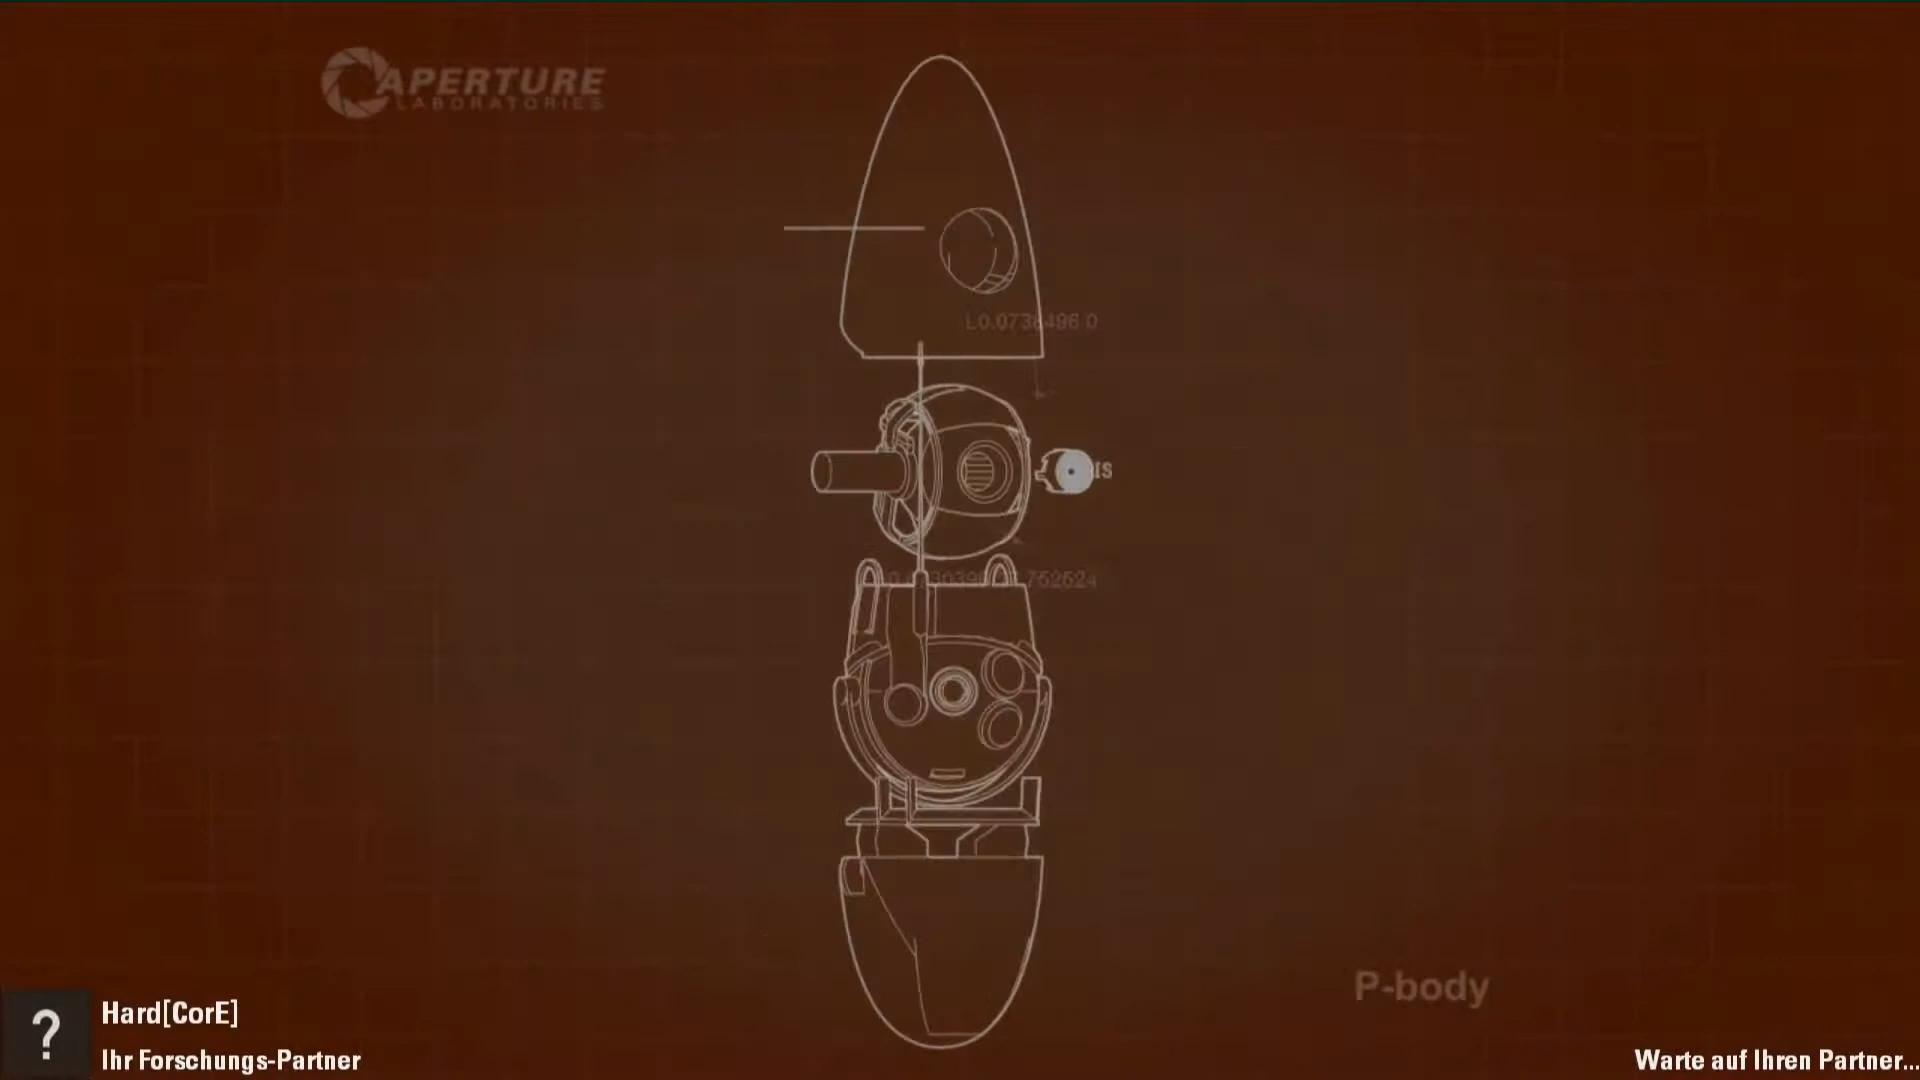 APERTURE
LABORATORIES
P-body
?
Hard[CorE]
Ihr Forschungs-Partner
Warte auf Ihren Partner...